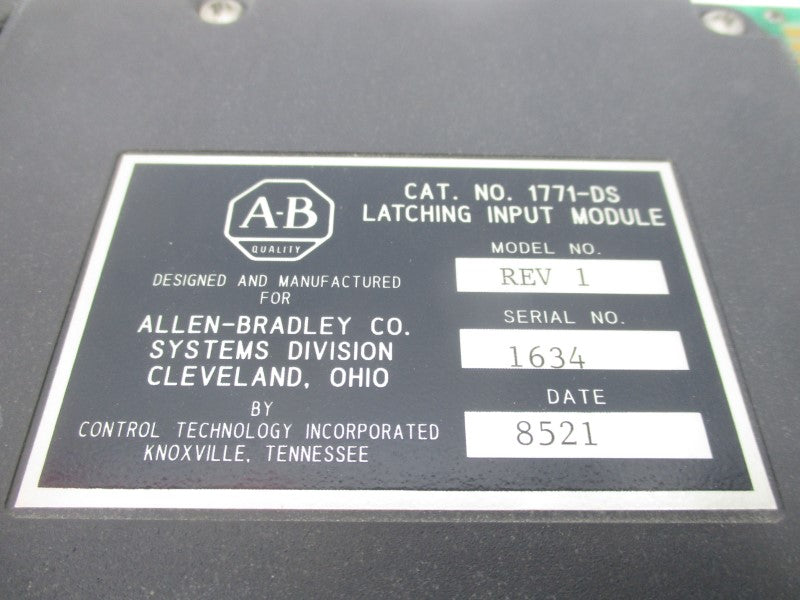 A-B
QUALITY
DESIGNED AND MANUFACTURED
FOR
ALLEN-BRADLEY CO.
SYSTEMS DIVISION
CLEVELAND, OHIO
BY
CONTROL TECHNOLOGY INCORPORATED
KNOXVILLE, TENNESSEE
CAT. NO. 1771-DS
LATCHING INPUT MODULE
MODEL NO.
REV 1
SERIAL NO.
1634
DATE
8521